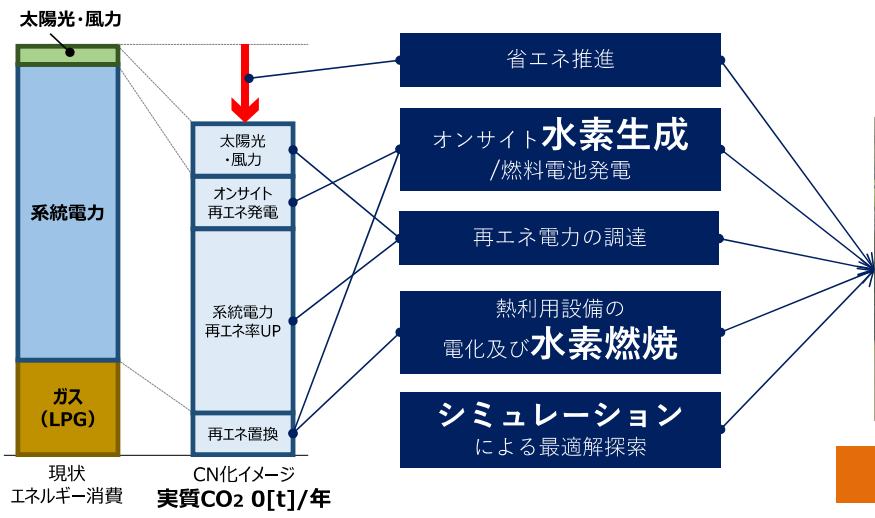 太陽光・風力
系統電力
ガス
（LPG）
現状
エネルギー消費
太陽光
・風力
オンサイト
再エネ発電
系統電力
再エネ率UP
再エネ置換
CN化イメージ
実質CO2 0[t]/年
省エネ推進
オンサイト水素生成
/燃料電池発電
再エネ電力の調達
熱利用設備の
電化及び水素燃焼
シミュレーション
による最適解探索